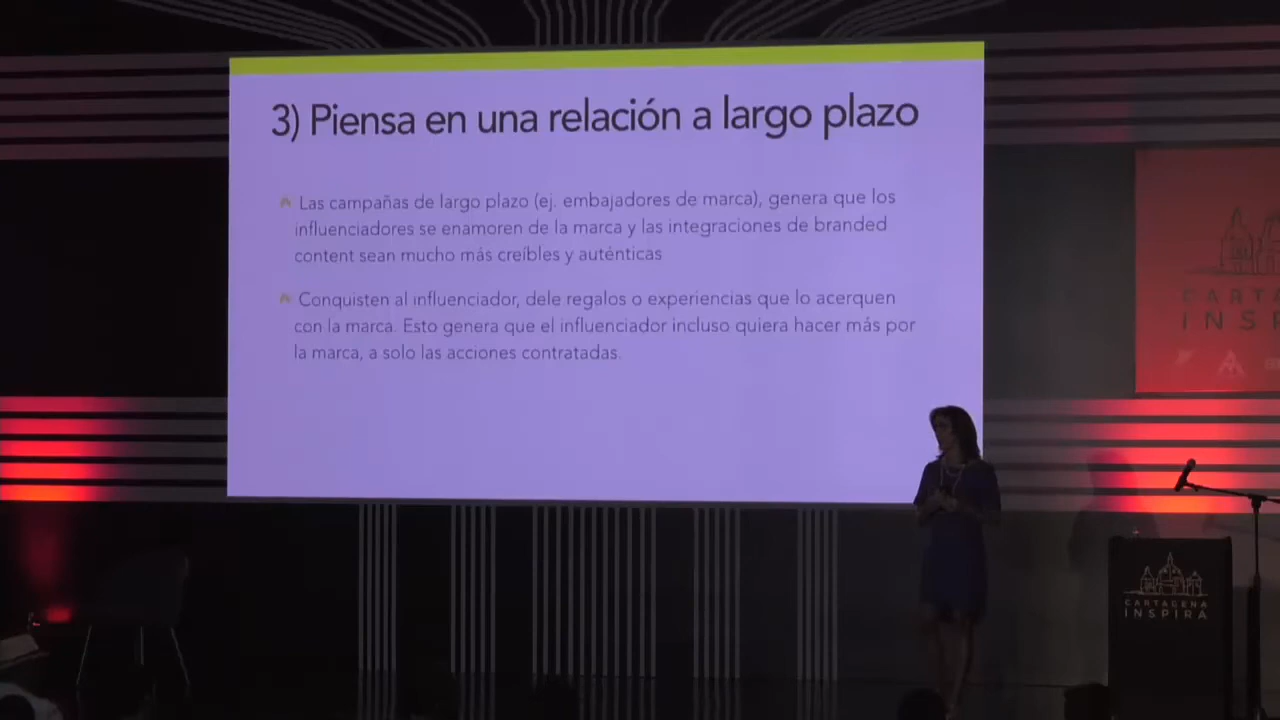 3) Piensa en una relación a largo plazo
Las campañas de largo plazo (ej. embajadores de marca), genera que los
influenciadores se enamoren de la marca y las integraciones de branded
content sean mucho más creíbles y auténticas
Conquisten al influenciador, dele regalos o experiencias que lo acerquen
con la marca. Esto genera que el influenciador incluso quiera hacer más por
la marca, a solo las acciones contratadas.
CARTAGENA
INSPIRA